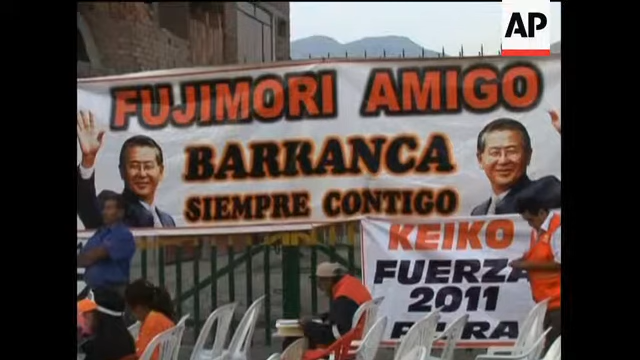 AP
FUJIMORI AMIGO
BARRANCA
SIEMPRE CONTIGO
KEIKO
FUERZA
2011